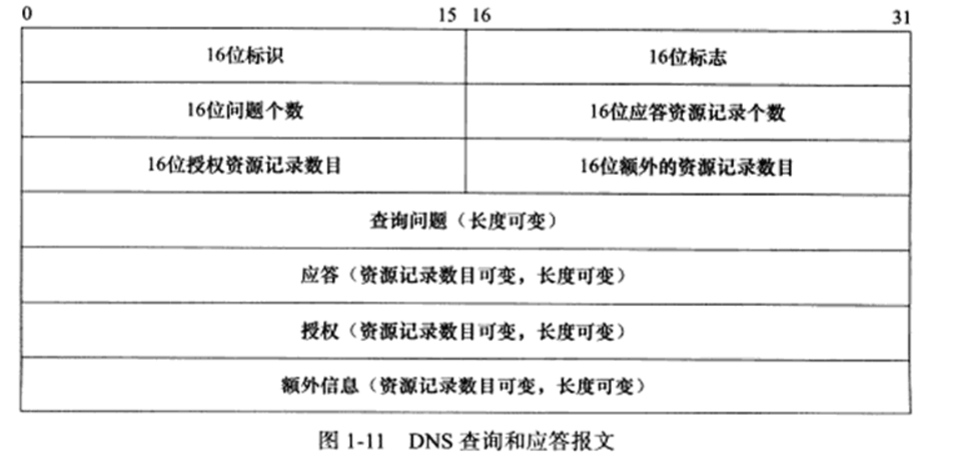 0 15 16 31
16位标识 16位标志
16位问题个数 16位应答资源记录个数
16位授权资源记录数目 16位额外的资源记录数目
查询问题（长度可变）
应答（资源记录数目可变，长度可变）
授权（资源记录数目可变，长度可变）
额外信息（资源记录数目可变，长度可变）
图 1-11 DNS 查询和应答报文